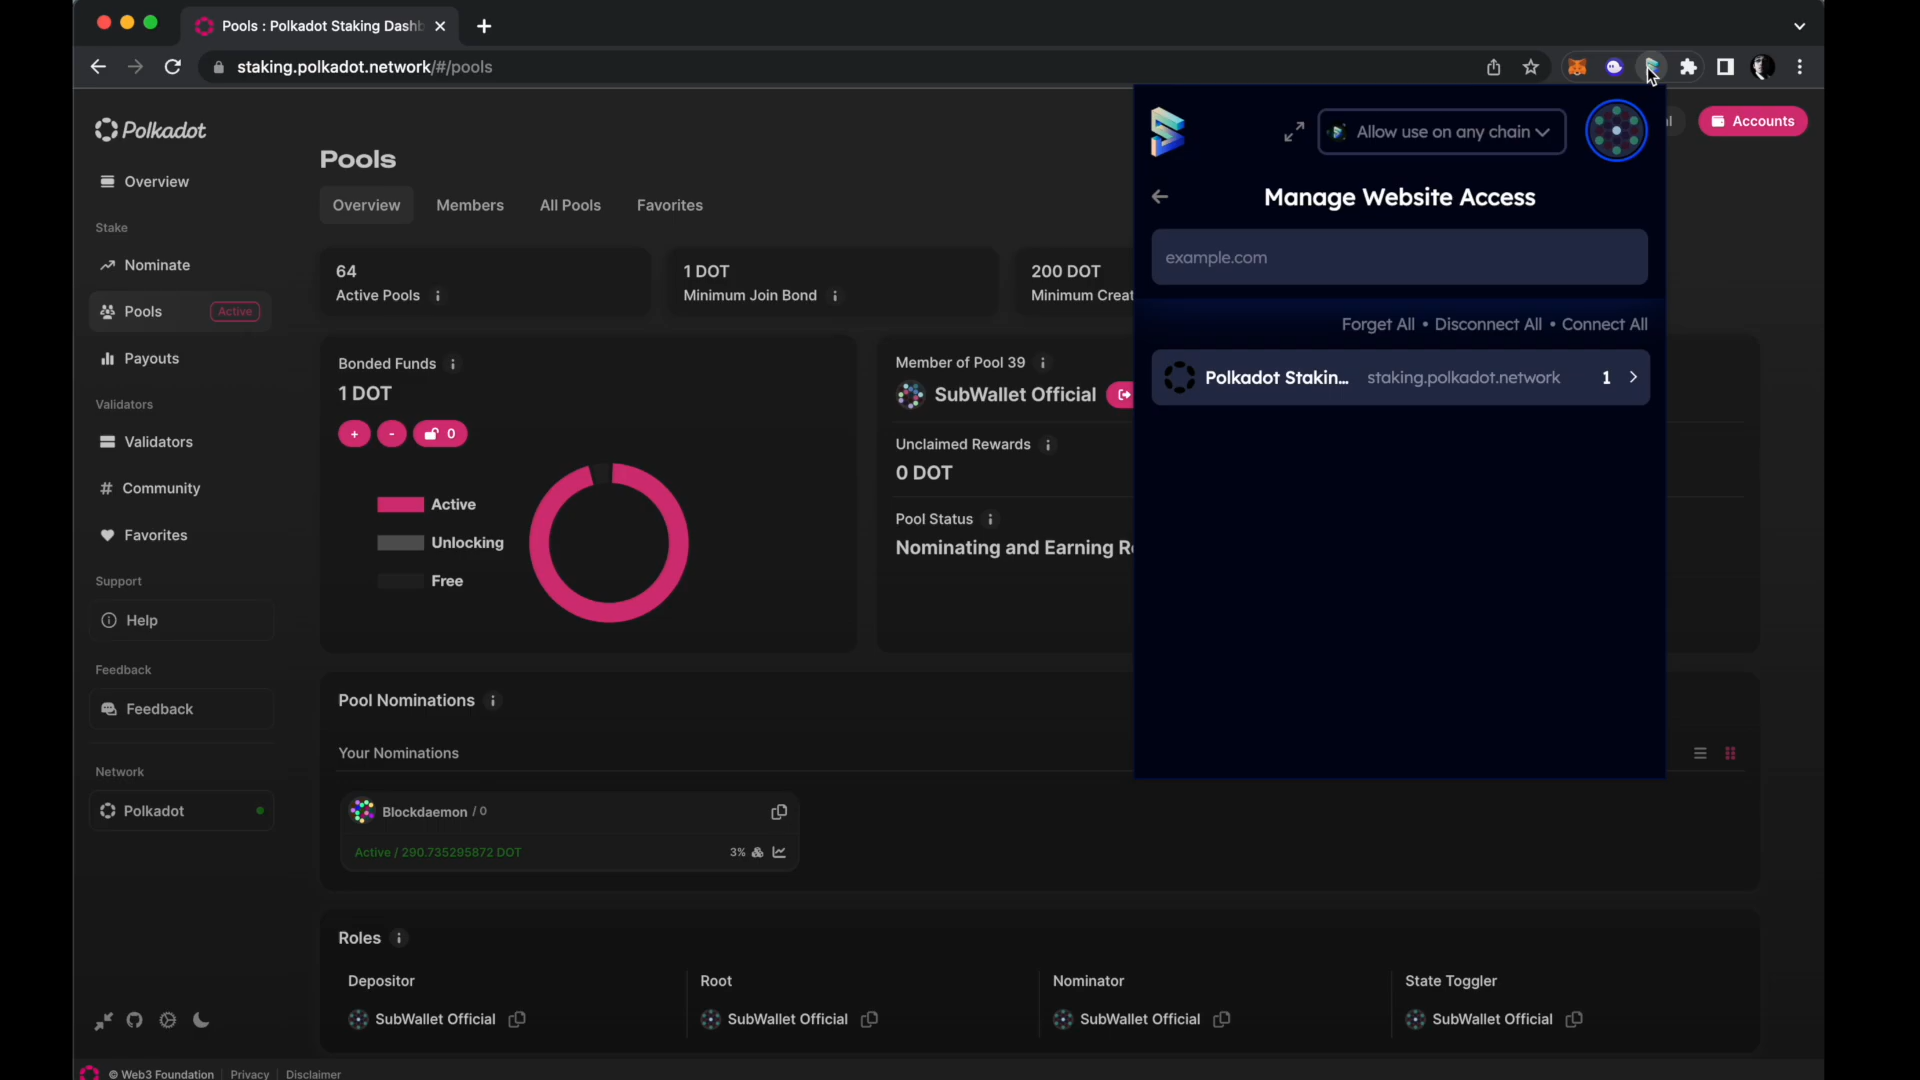 Pools : Polkadot Staking Dashb
staking.polkadot.network/#/pools
Polkadot
Overview
Stake
Nominate
Pools
Active
Payouts
Validators
Validators
Community
Favorites
Support
Help
Feedback
Feedback
Network
Polkadot
Accounts
Pools
Overview
Members
All Pools
Favorites
64
Active Pools
1 DOT
Minimum Join Bond
200 DOT
Minimum Creat
Bonded Funds
1 DOT
+
-
0
Active
Unlocking
Free
Member of Pool 39
SubWallet Official
Unclaimed Rewards
0 DOT
Pool Status
Nominating and Earning R
Allow use on any chain
Manage Website Access
example.com
Forget All • Disconnect All • Connect All
Polkadot Stakin... staking.polkadot.network 1
Pool Nominations
Your Nominations
Blockdaemon / 0
Active / 290.735295872 DOT
3%
Roles
Depositor
SubWallet Official
Root
SubWallet Official
Nominator
SubWallet Official
State Toggler
SubWallet Official
© Web3 Foundation | Privacy | Disclaimer